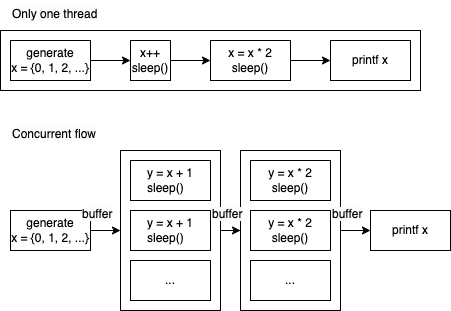 Only one thread
generate
x = {0, 1, 2, ...}
x++
sleep()
x = x * 2
sleep()
printf x
Concurrent flow
generate
x = {0, 1, 2, ...}
buffer
y = x + 1
sleep()
y = x + 1
sleep()
...
buffer
y = x * 2
sleep()
y = x * 2
sleep()
...
buffer
printf x